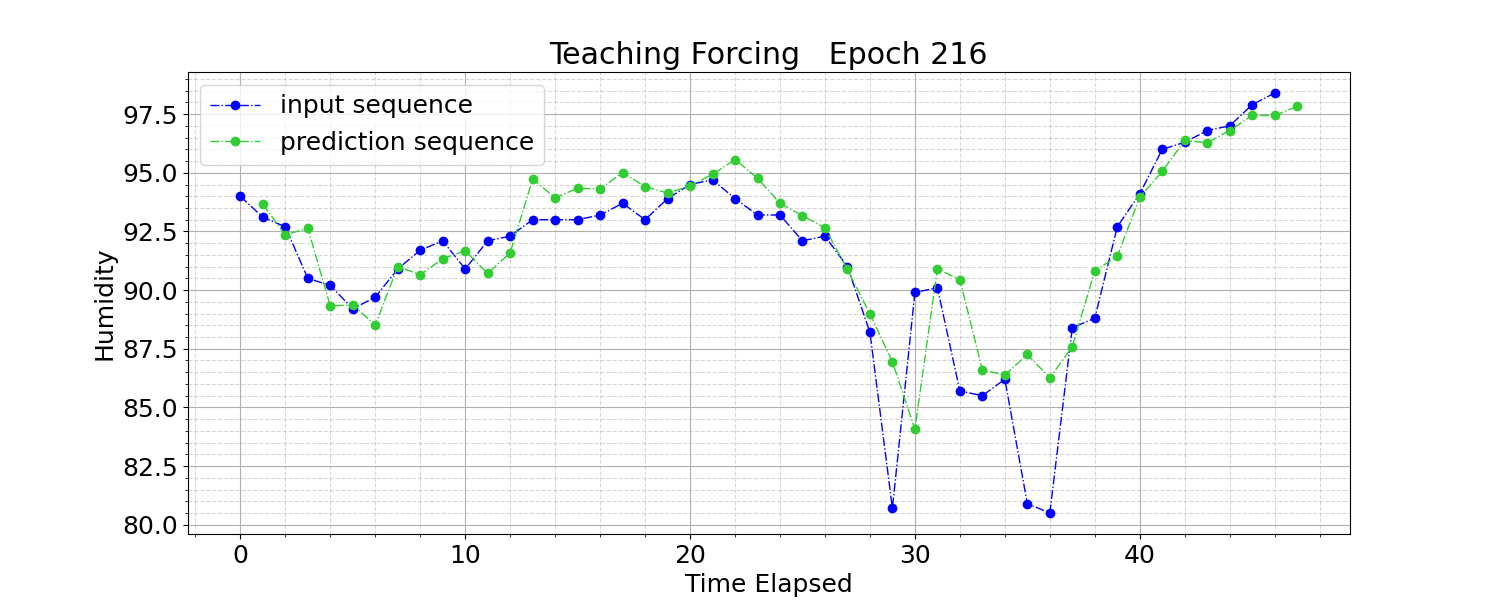 Teaching Forcing   Epoch 216
input sequence
prediction sequence
97.5
95.0
92.5
90.0
87.5
85.0
82.5
80.0
Humidity
0 10 20 30 40
Time Elapsed